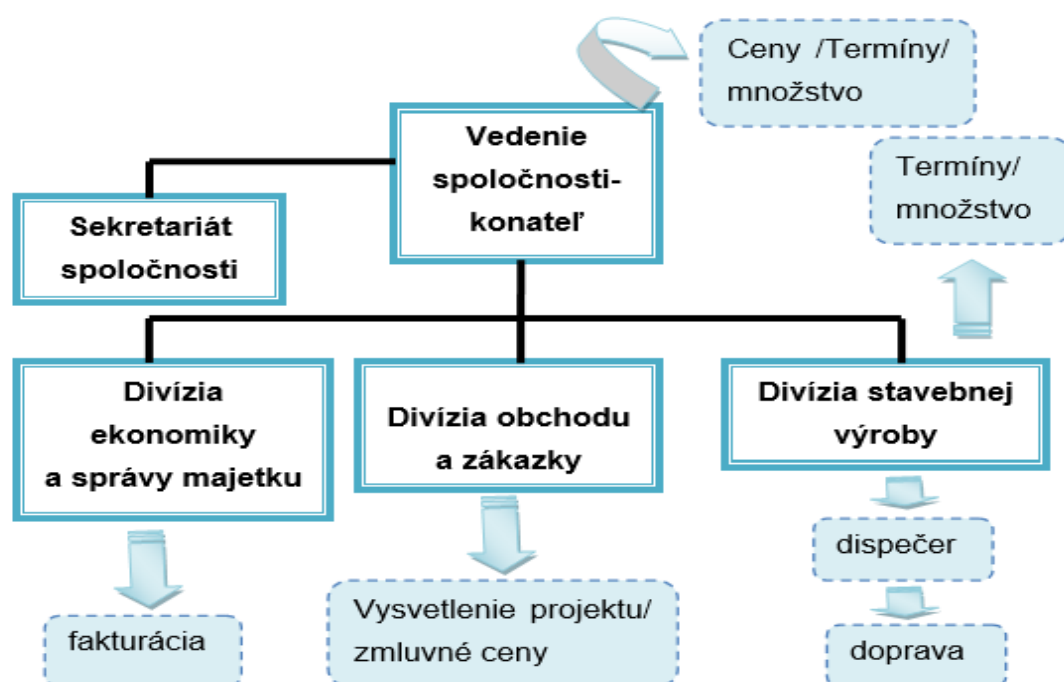 Ceny /Termíny/
množstvo
Vedenie
spoločnosti-
konateľ
Termíny/
množstvo
Sekretariát
spoločnosti
Divízia
ekonomiky
a správy majetku
Divízia obchodu
a zákazky
Divízia stavebnej
výroby
dispečer
fakturácia
Vysvetlenie projektu/
zmluvné ceny
doprava